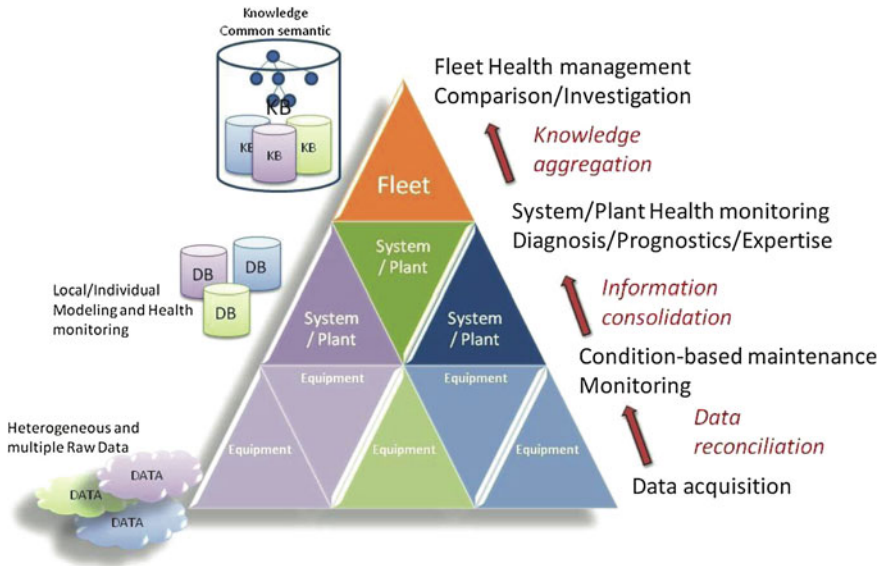 Knowledge
Common semantic
KB
KB
KB
KB
Fleet Health management
Comparison/Investigation
Knowledge
aggregation
Fleet
System/Plant Health monitoring
Diagnosis/Prognostics/Expertise
System
/ Plant
DB
DB
DB
Local/Individual
Modeling and Health
monitoring
System
/ Plant
System
/ Plant
Information
consolidation
Condition-based maintenance
Monitoring
Equipment
Equipment
Data
reconciliation
Heterogeneous and
multiple Raw Data
Equipment
Equipment
Equipment
DATA
DATA
DATA
Data acquisition